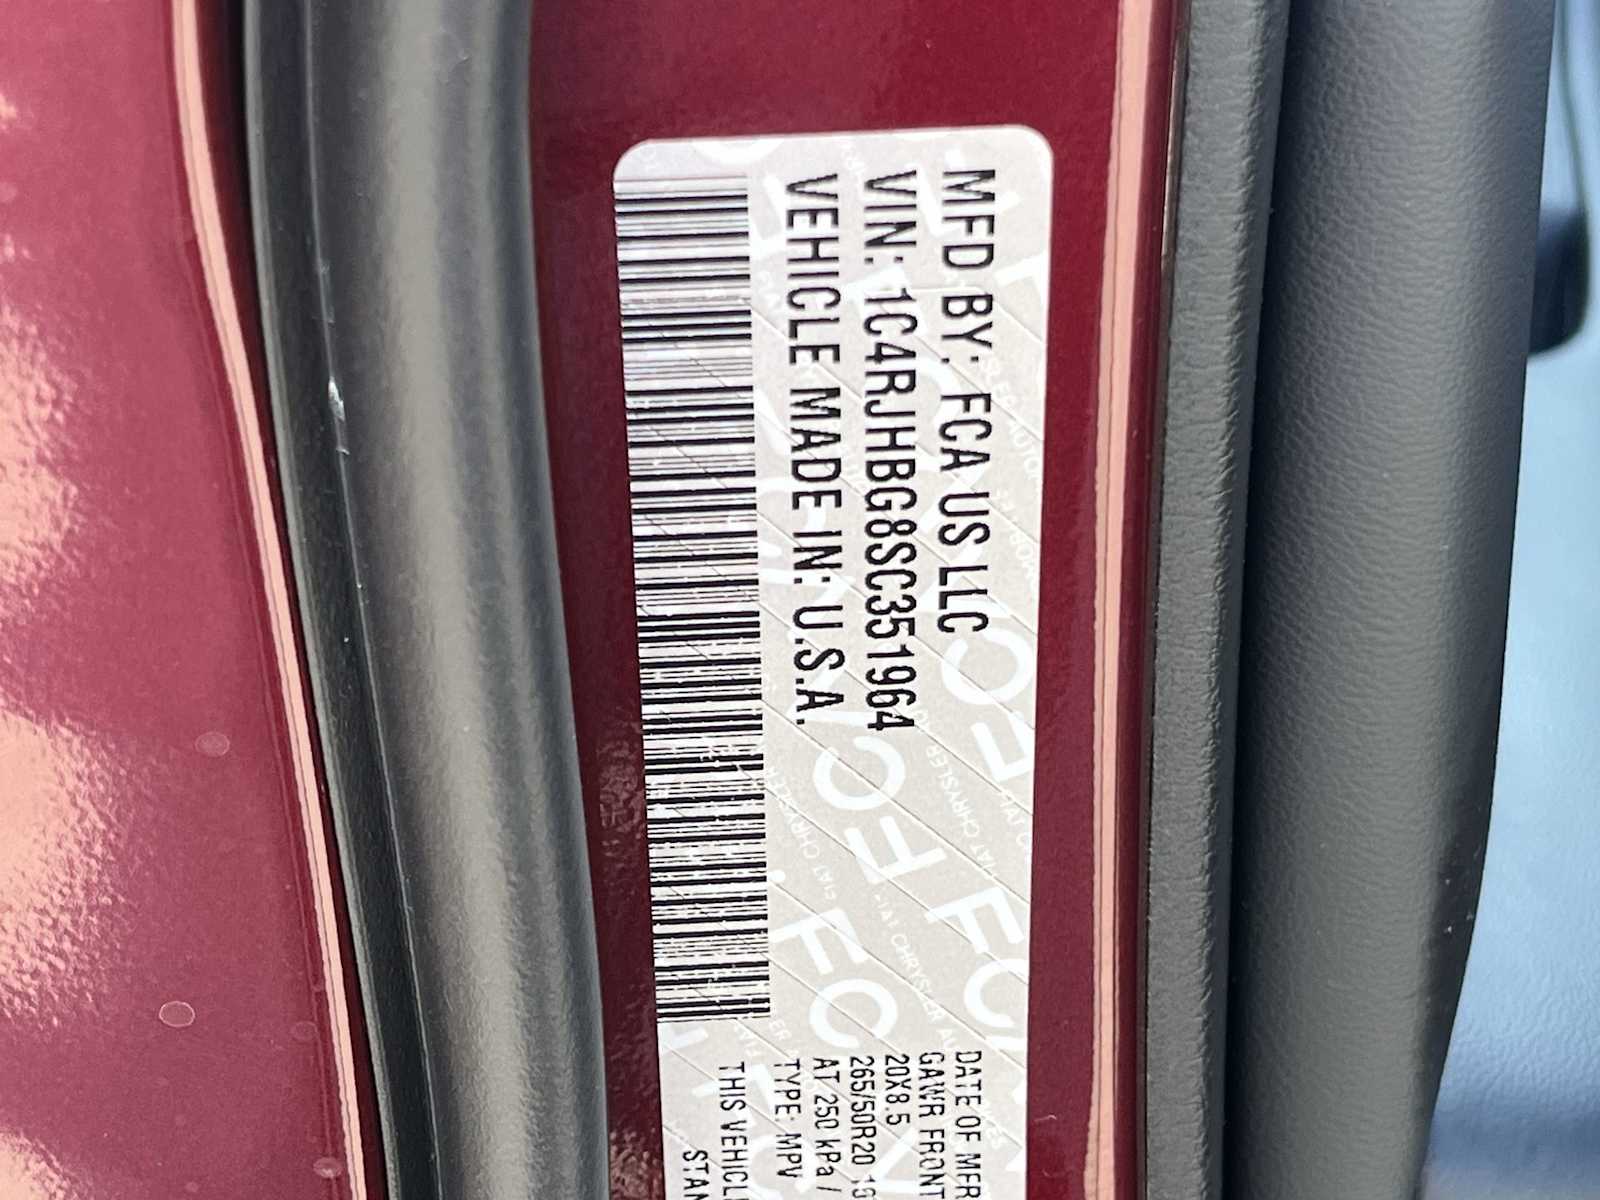 MFD BY: FCA US LLC
VIN: 1C4RJHBG8SC351964
VEHICLE MADE IN: U.S.A.
DATE OF MFR
GAWR FRONT
20X8.5
265/50R20
AT 250 kPa /
TYPE: MPV
THIS VEHICLE